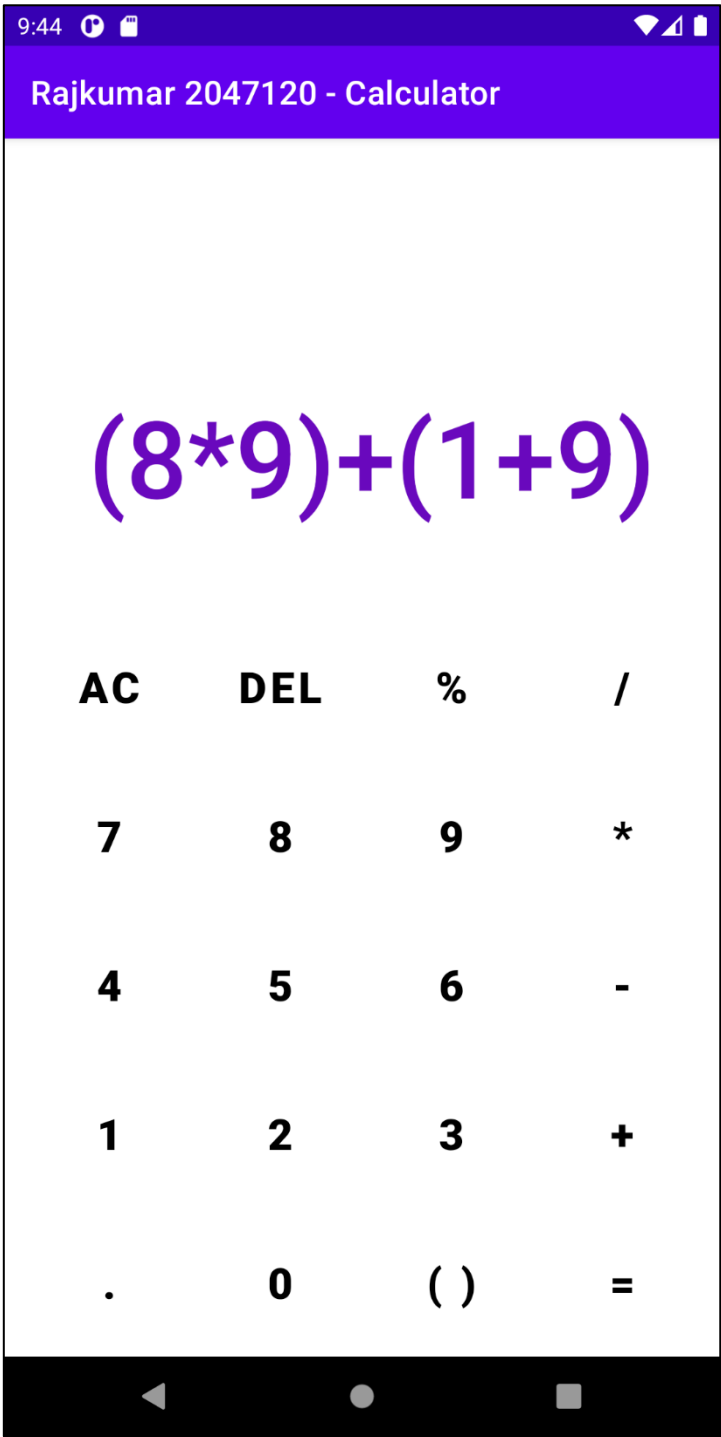 9:44
Rajkumar 2047120 - Calculator
(8*9)+(1+9)
AC DEL % /
7 8 9 *
4 5 6 -
1 2 3 +
. 0 ( ) =